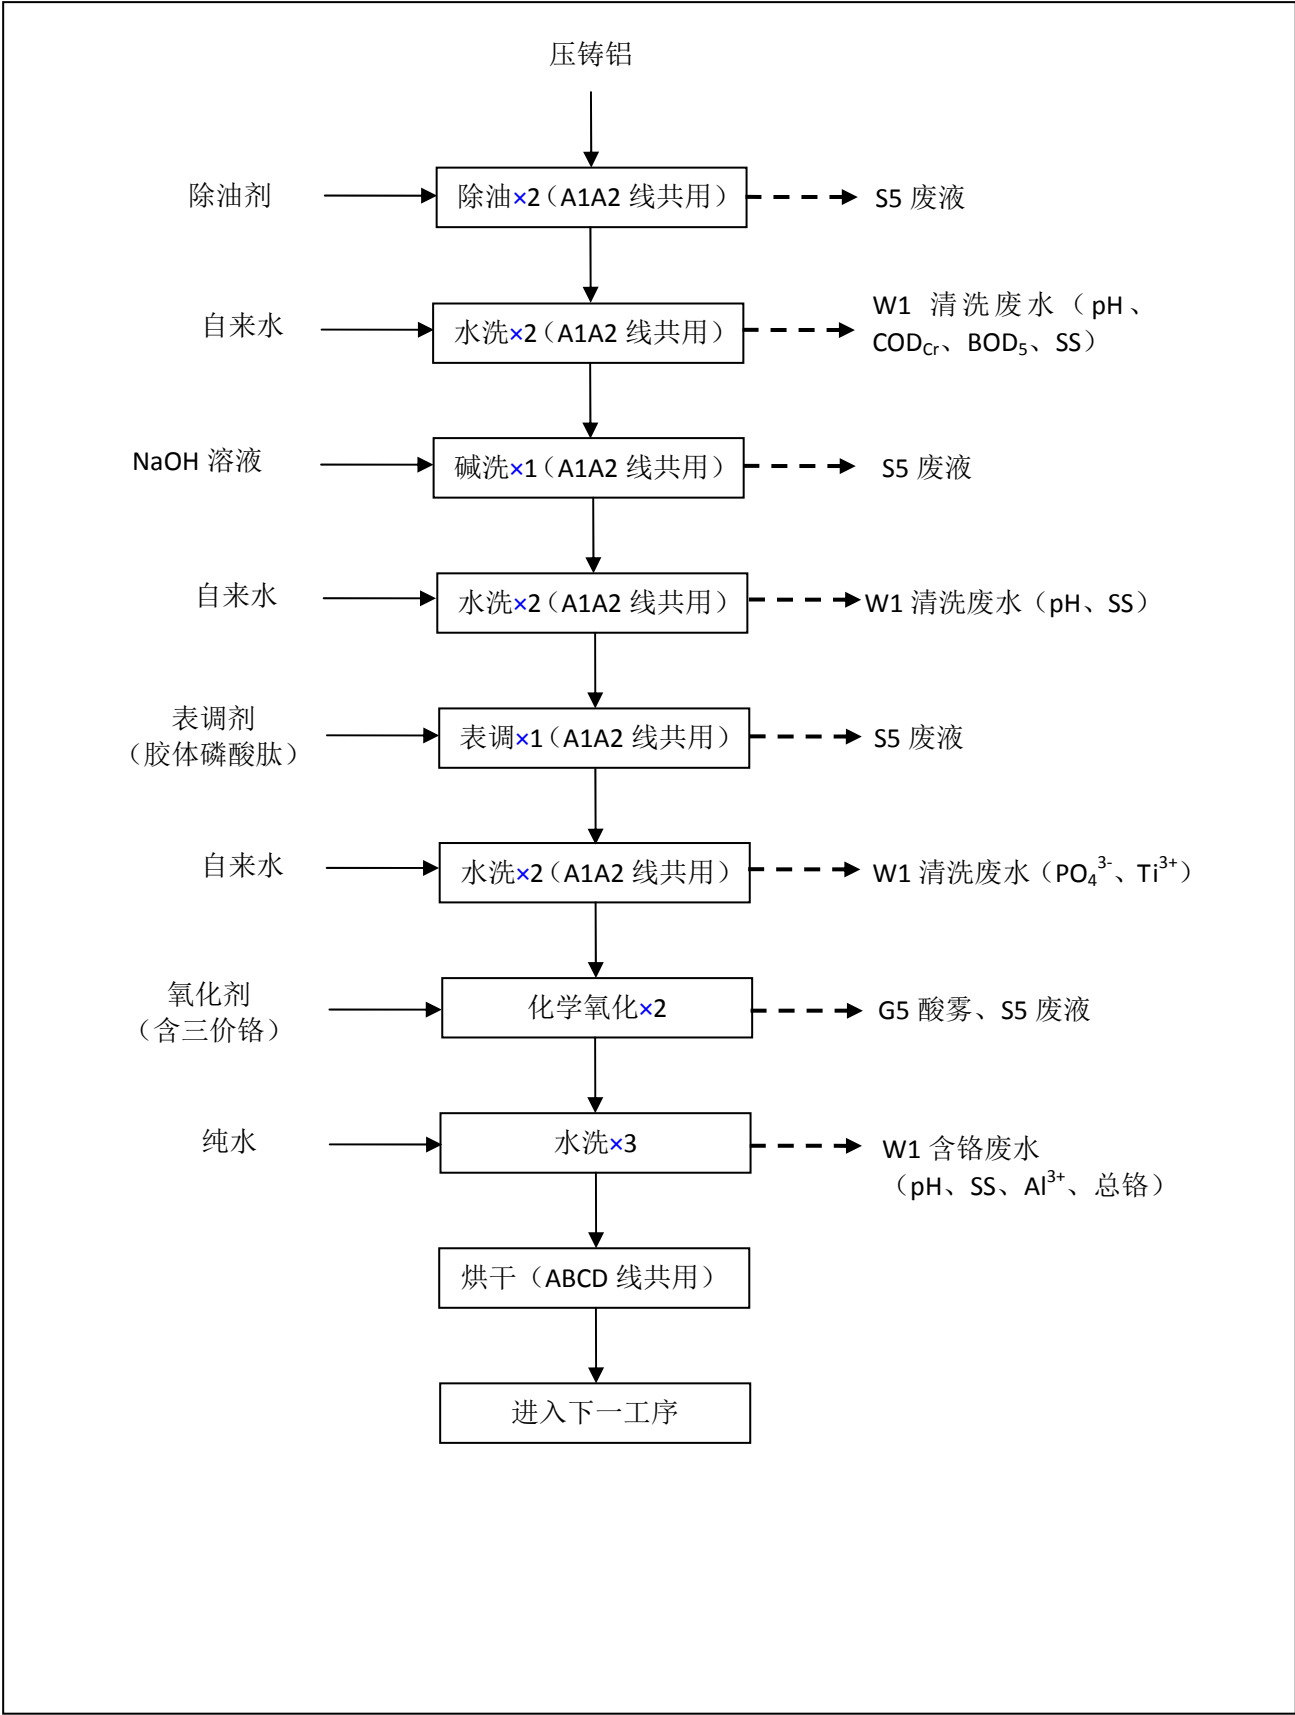 压铸铝
除油剂
除油×2（A1A2 线共用）
S5 废液
自来水
水洗×2（A1A2 线共用）
W1 清洗废水（pH、
COD_Cr、BOD_5、SS）
NaOH 溶液
碱洗×1（A1A2 线共用）
S5 废液
自来水
水洗×2（A1A2 线共用）
W1 清洗废水（pH、SS）
表调剂
（胶体磷酸肽）
表调×1（A1A2 线共用）
S5 废液
自来水
水洗×2（A1A2 线共用）
W1 清洗废水（PO₄³⁻、Ti³⁺）
氧化剂
（含三价铬）
化学氧化×2
G5 酸雾、S5 废液
纯水
水洗×3
W1 含铬废水
（pH、SS、Al³⁺、总铬）
烘干（ABCD 线共用）
进入下一工序